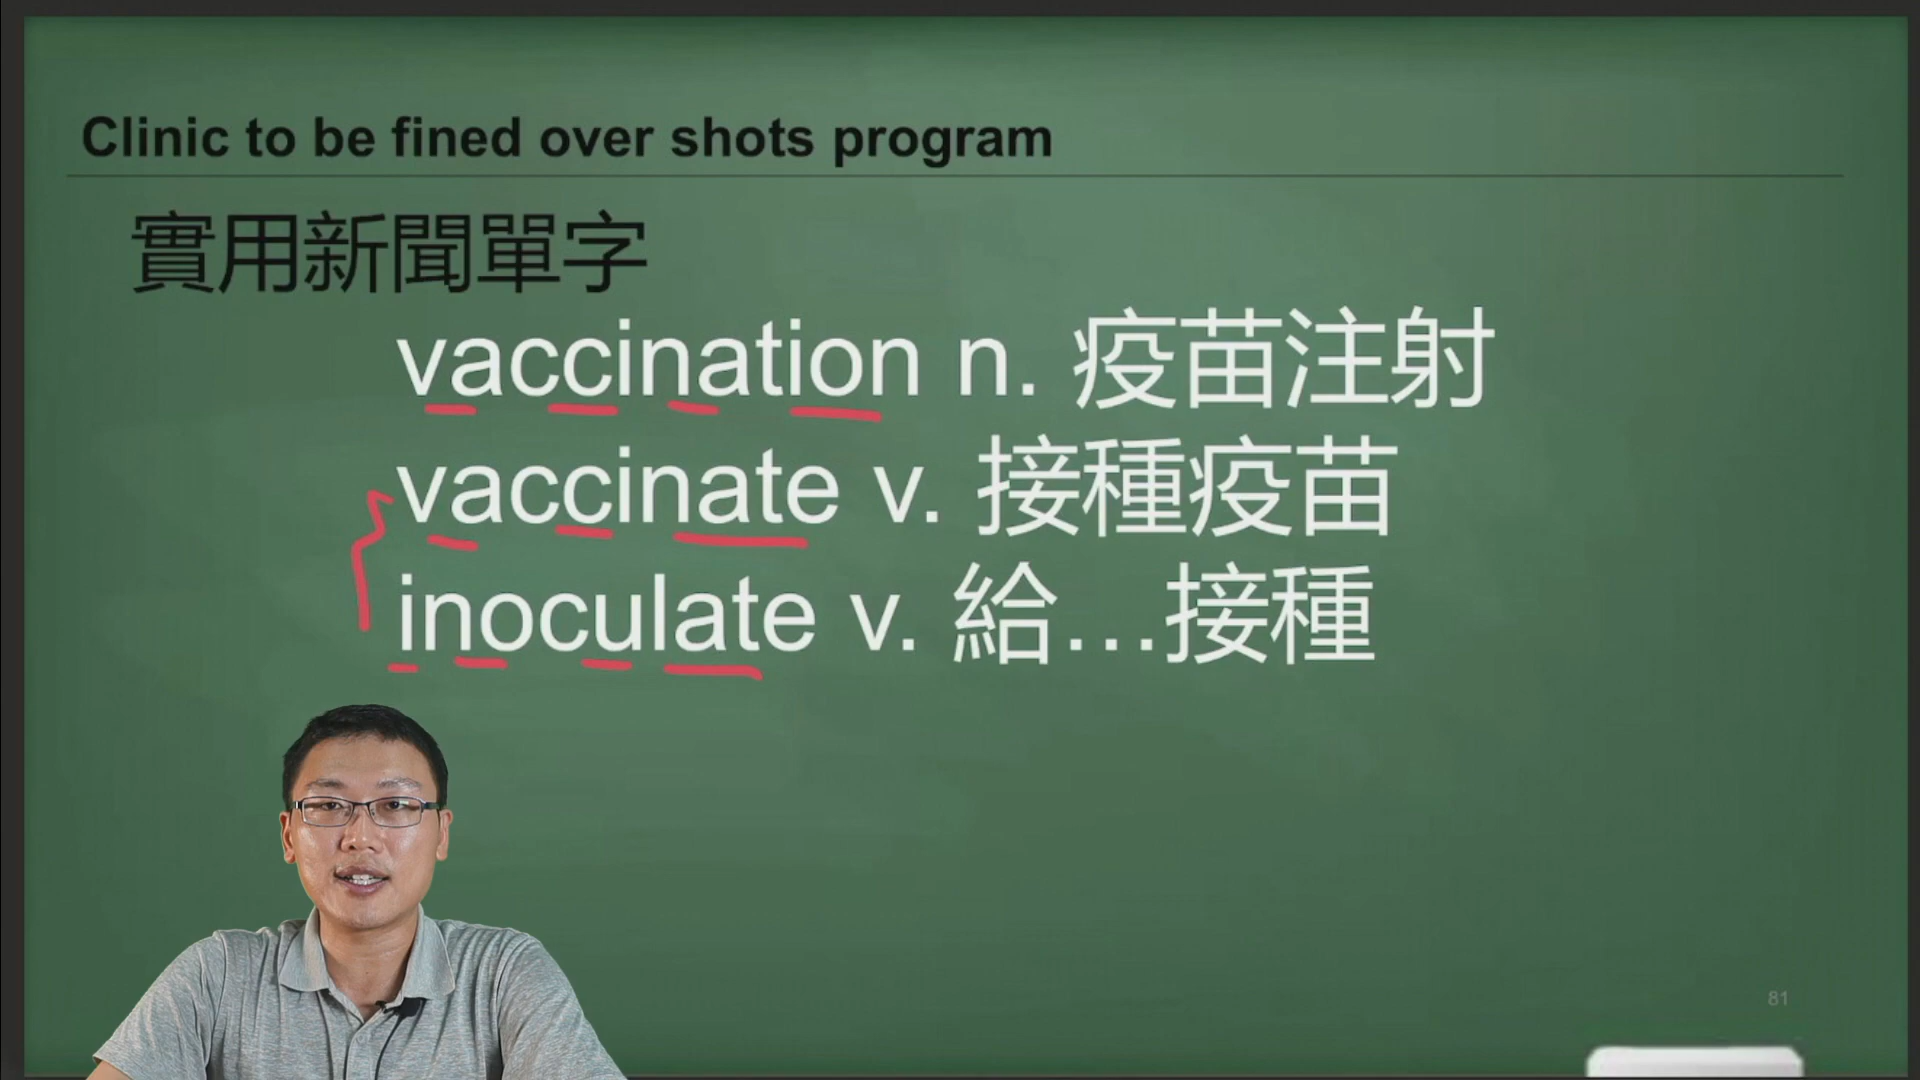 Clinic to be fined over shots program
實用新聞單字
vaccination n. 疫苗注射
vaccinate v. 接種疫苗
inoculate v. 給…接種
81